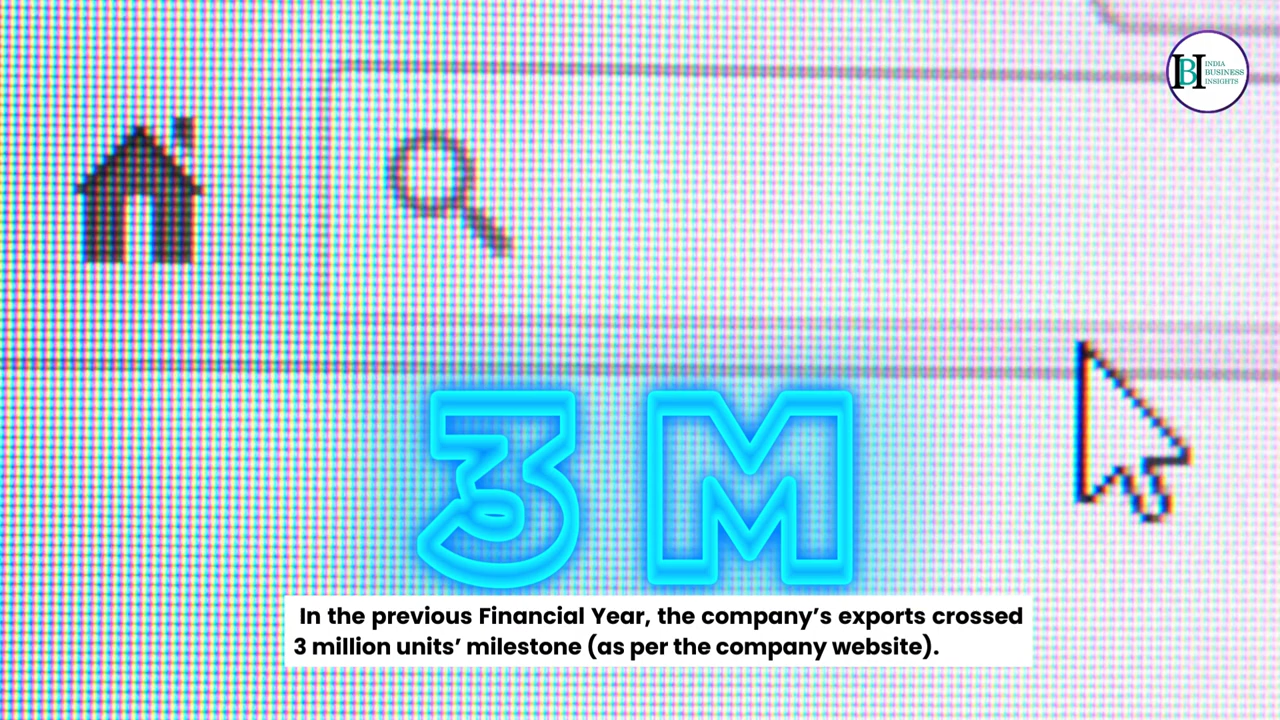 HBI INDIA
BUSINESS
INSIGHTS
3 M
In the previous Financial Year, the company’s exports crossed
3 million units’ milestone (as per the company website).